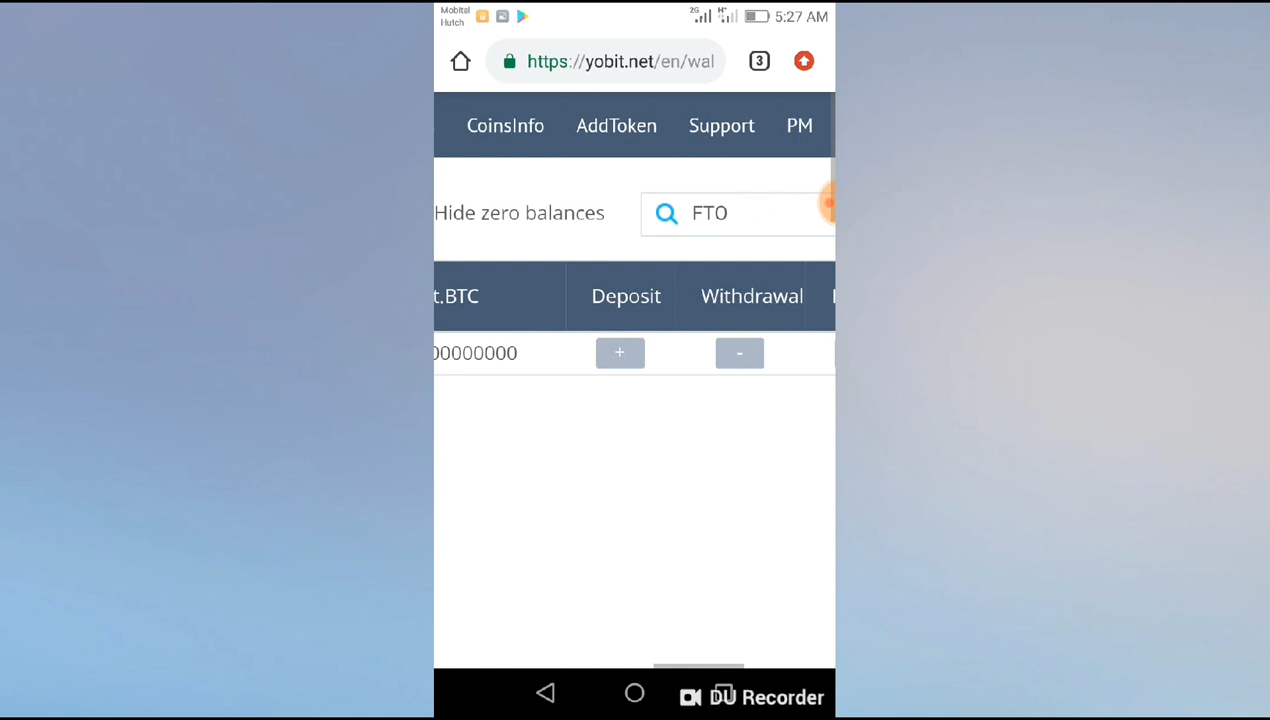 Mobitel
Hutch
2G
H+
5:27 AM
https://yobit.net/en/wal
3
CoinsInfo AddToken Support PM
Hide zero balances
FTO
t.BTC Deposit Withdrawal
00000000 + -
DU Recorder